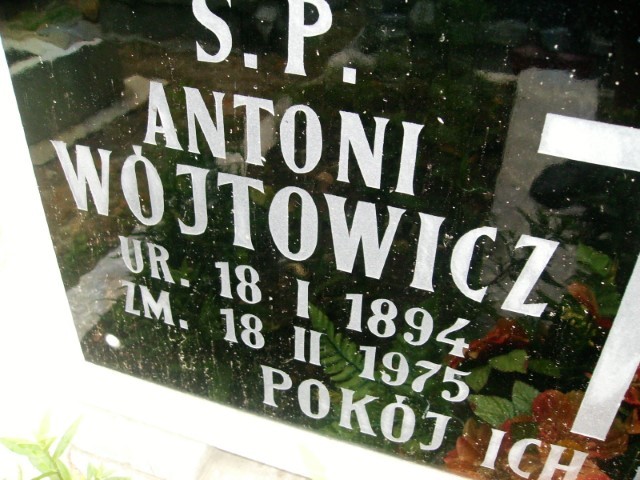 S. P.
ANTONI
WÓJTOWICZ
UR. 18. I 1894
ZM. 18 II 1975
POKÓJ ICH